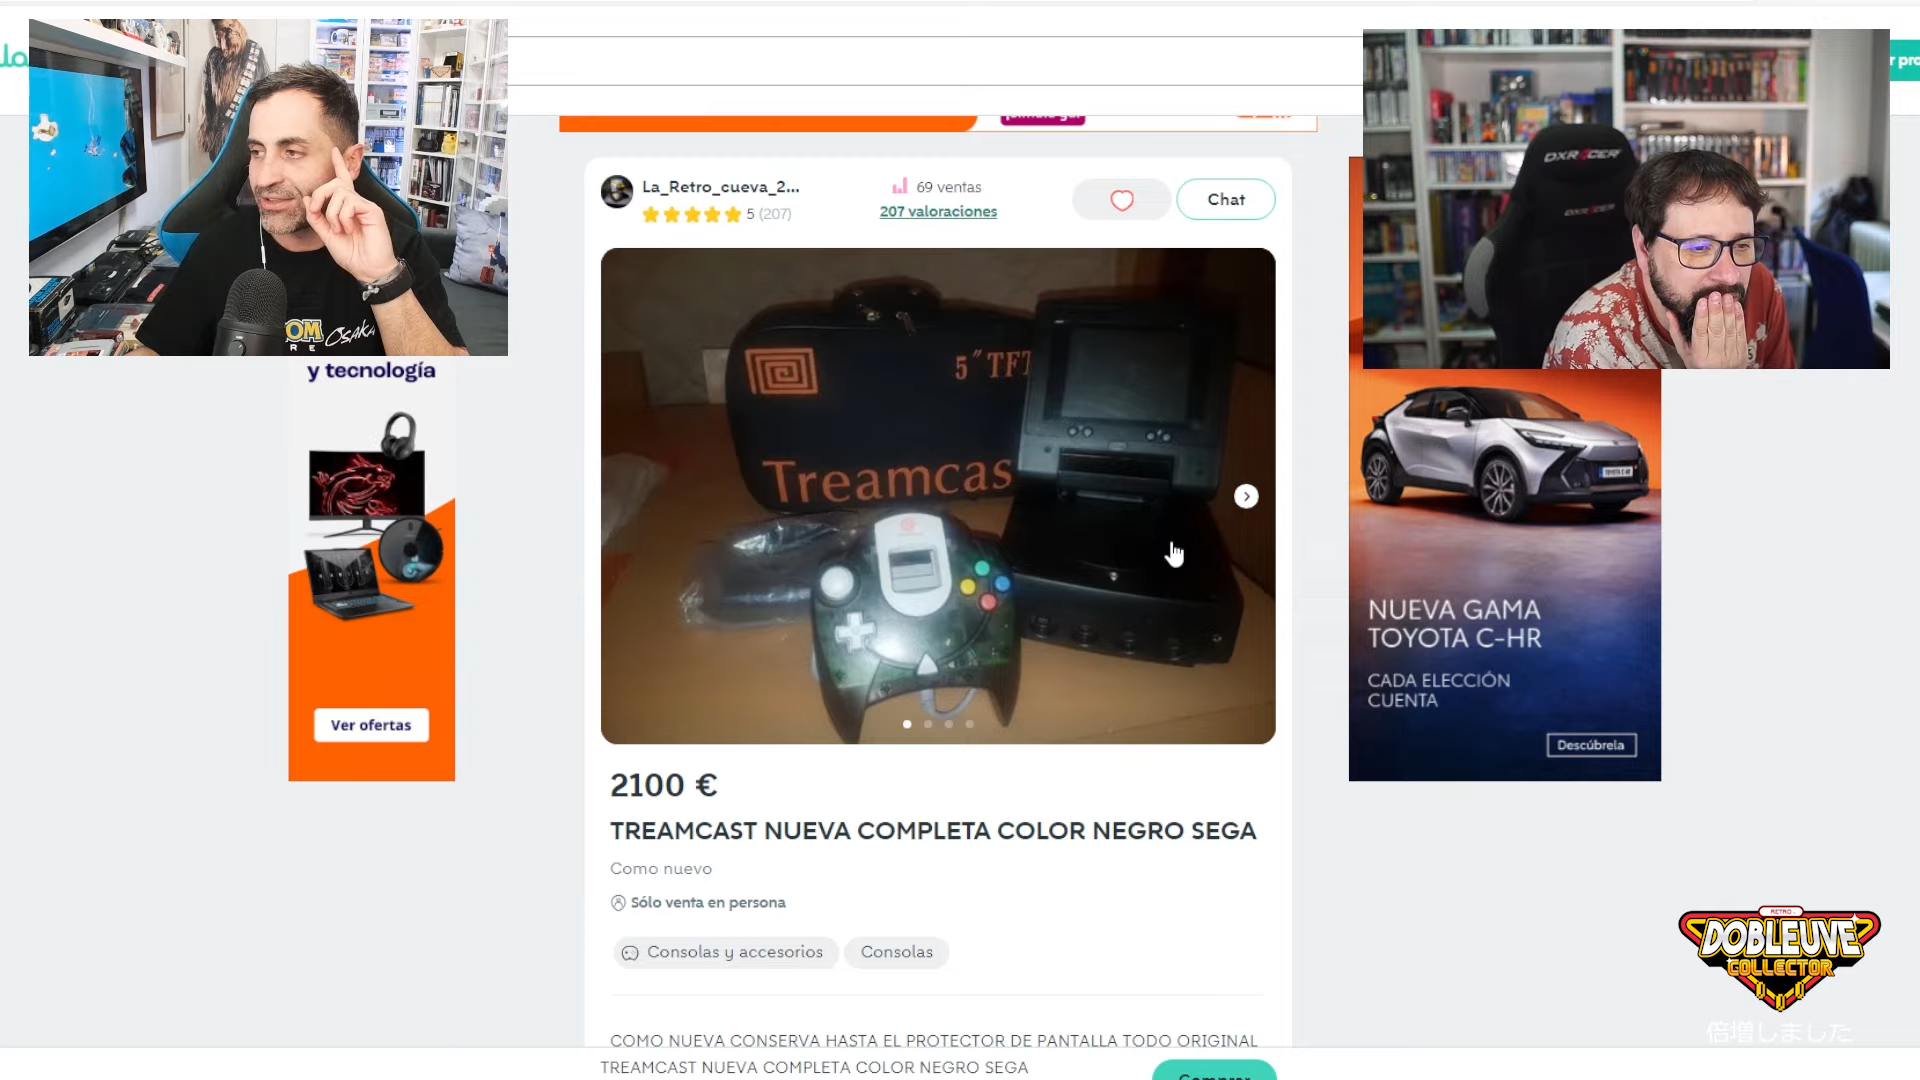 La_Retro_cueva_2...
5 (207)
69 ventas
207 valoraciones
Chat
5" TFT
Treamcas
DXRACER
OSAKA
y tecnología
Ver ofertas
NUEVA GAMA
TOYOTA C-HR
CADA ELECCIÓN
CUENTA
Descúbrela
2100 €
TREAMCAST NUEVA COMPLETA COLOR NEGRO SEGA
Como nuevo
Sólo venta en persona
Consolas y accesorios
Consolas
COMO NUEVA CONSERVA HASTA EL PROTECTOR DE PANTALLA TODO ORIGINAL
TREAMCAST NUEVA COMPLETA COLOR NEGRO SEGA
RETRO
DOBLEUVE
COLLECTOR
倍増しました